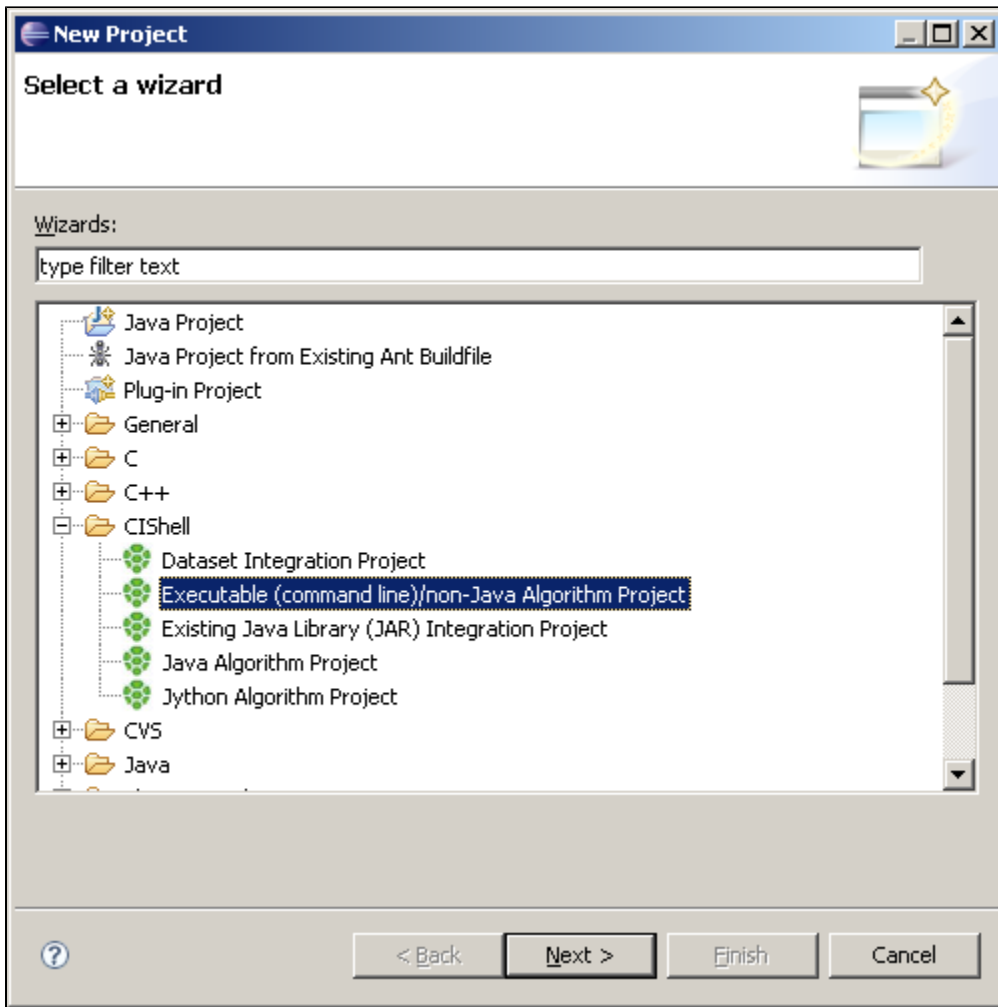 New Project
Select a wizard
Wizards:
type filter text
Java Project
Java Project from Existing Ant Buildfile
Plug-in Project
General
C
C++
CIShell
Dataset Integration Project
Executable (command line)/non-Java Algorithm Project
Existing Java Library (JAR) Integration Project
Java Algorithm Project
Jython Algorithm Project
CVS
Java
? < Back Next > Finish Cancel